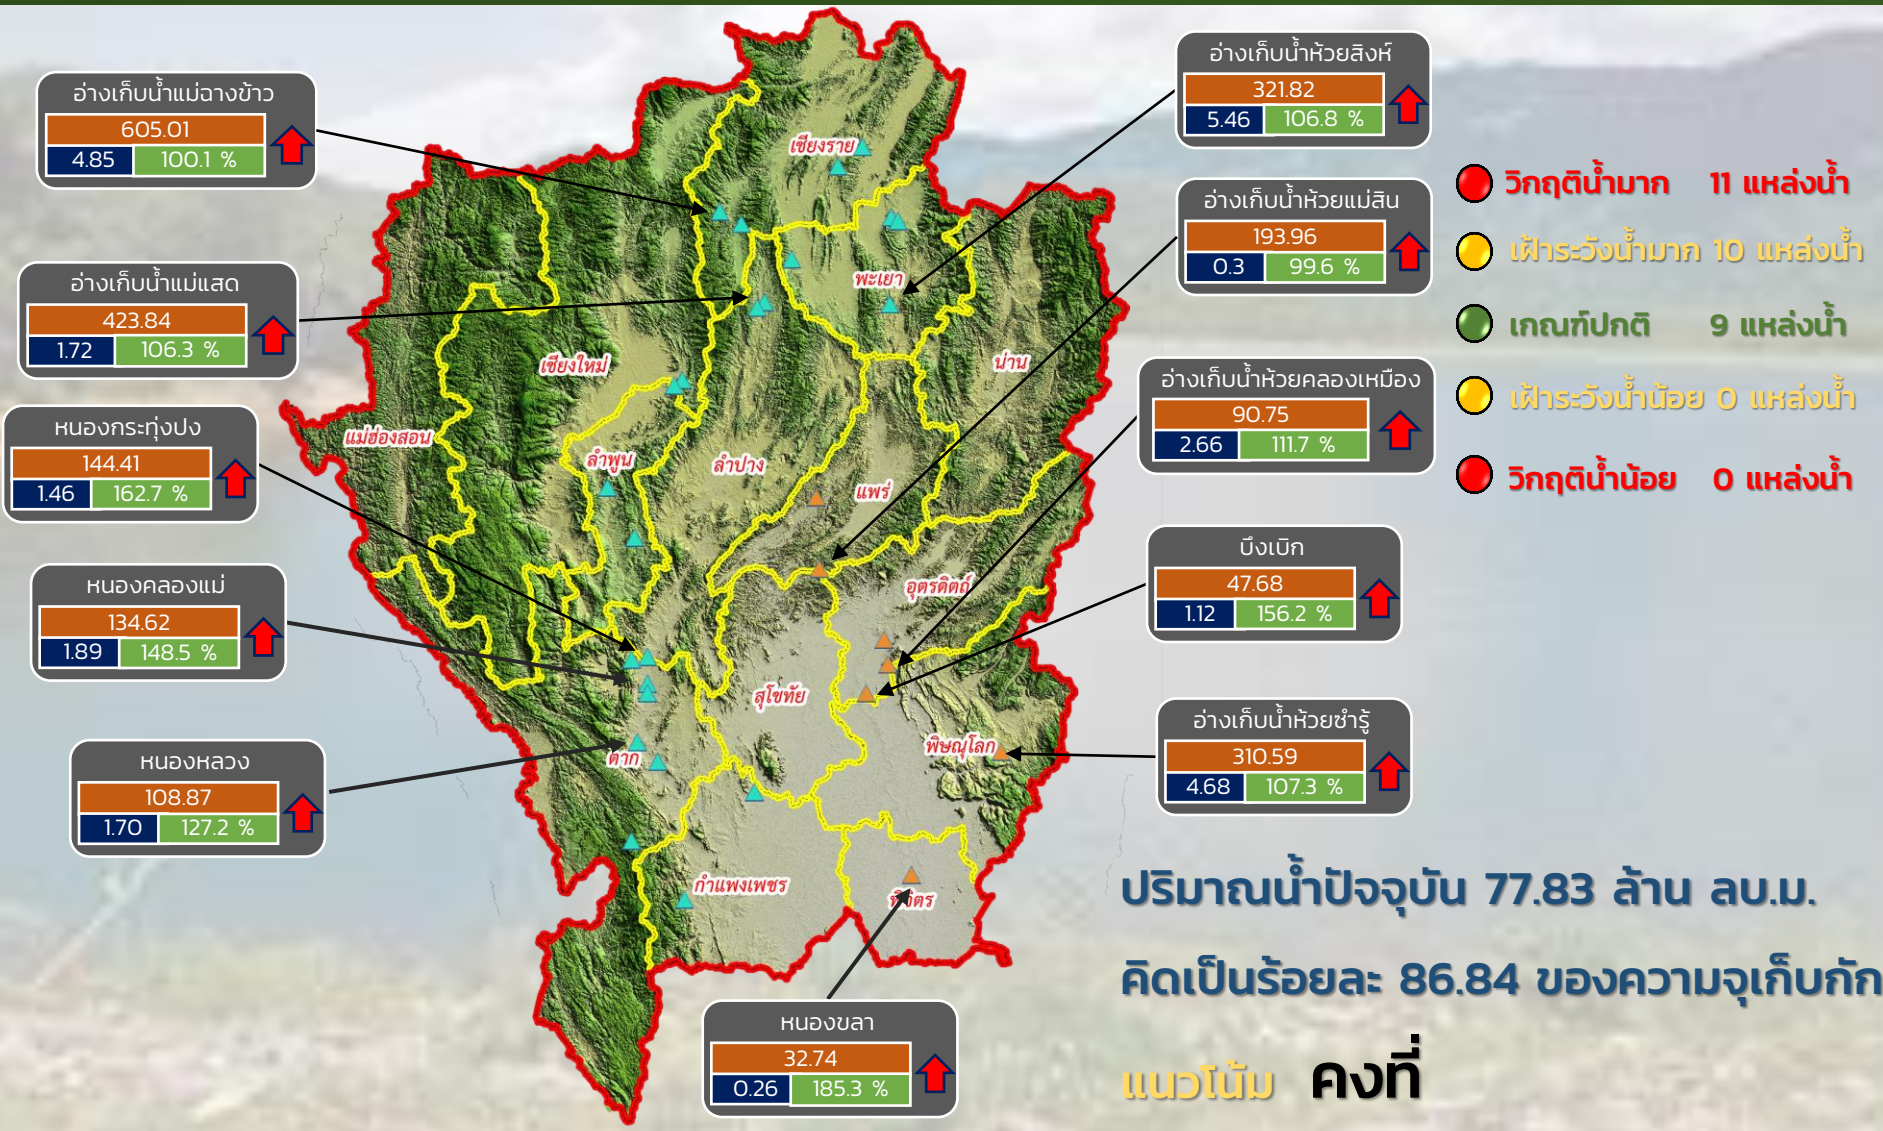 อ่างเก็บน้ำแม่ฉางข้าว
605.01
4.85 100.1 %
อ่างเก็บน้ำแม่แสด
423.84
1.72 106.3 %
หนองกระทุ่งปง
144.41
1.46 162.7 %
หนองคลองแม่
134.62
1.89 148.5 %
หนองหลวง
108.87
1.70 127.2 %
เชียงราย
พะเยา
น่าน
เชียงใหม่
แม่ฮ่องสอน
ลำพูน
ลำปาง
แพร่
อุตรดิตถ์
สุโขทัย
ตาก
พิษณุโลก
กำแพงเพชร
พิจิตร
หนองขลา
32.74
0.26 185.3 %
อ่างเก็บน้ำห้วยสิงห์
321.82
5.46 106.8 %
อ่างเก็บน้ำห้วยแม่สิน
193.96
0.3 99.6 %
อ่างเก็บน้ำห้วยคลองเหมือง
90.75
2.66 111.7 %
บึงเบิก
47.68
1.12 156.2 %
อ่างเก็บน้ำห้วยซำรู้
310.59
4.68 107.3 %
วิกฤติน้ำมาก 11 แหล่งน้ำ
เฝ้าระวังน้ำมาก 10 แหล่งน้ำ
เกณฑ์ปกติ 9 แหล่งน้ำ
เฝ้าระวังน้ำน้อย 0 แหล่งน้ำ
วิกฤติน้ำน้อย 0 แหล่งน้ำ
ปริมาณน้ำปัจจุบัน 77.83 ล้าน ลบ.ม.
คิดเป็นร้อยละ 86.84 ของความจุเก็บกัก
แนวโน้ม คงที่